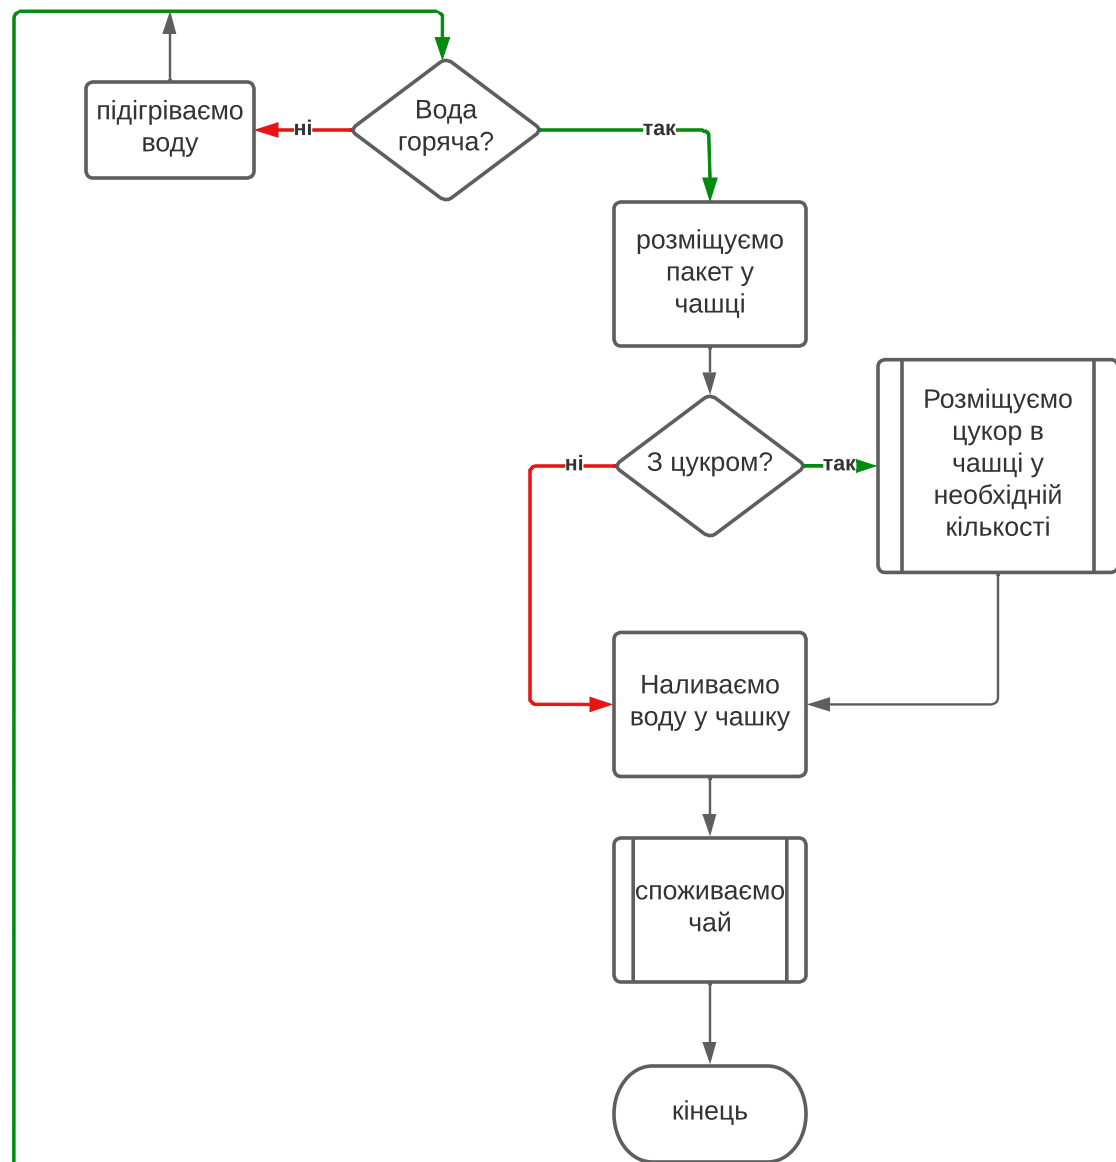 підігріваємо
воду
ні
Вода
горяча?
так
розміщуємо
пакет у
чашці
ні
З цукром?
так
Розміщуємо
цукор в
чашці у
необхідній
кількості
Наливаємо
воду у чашку
споживаємо
чай
кінець